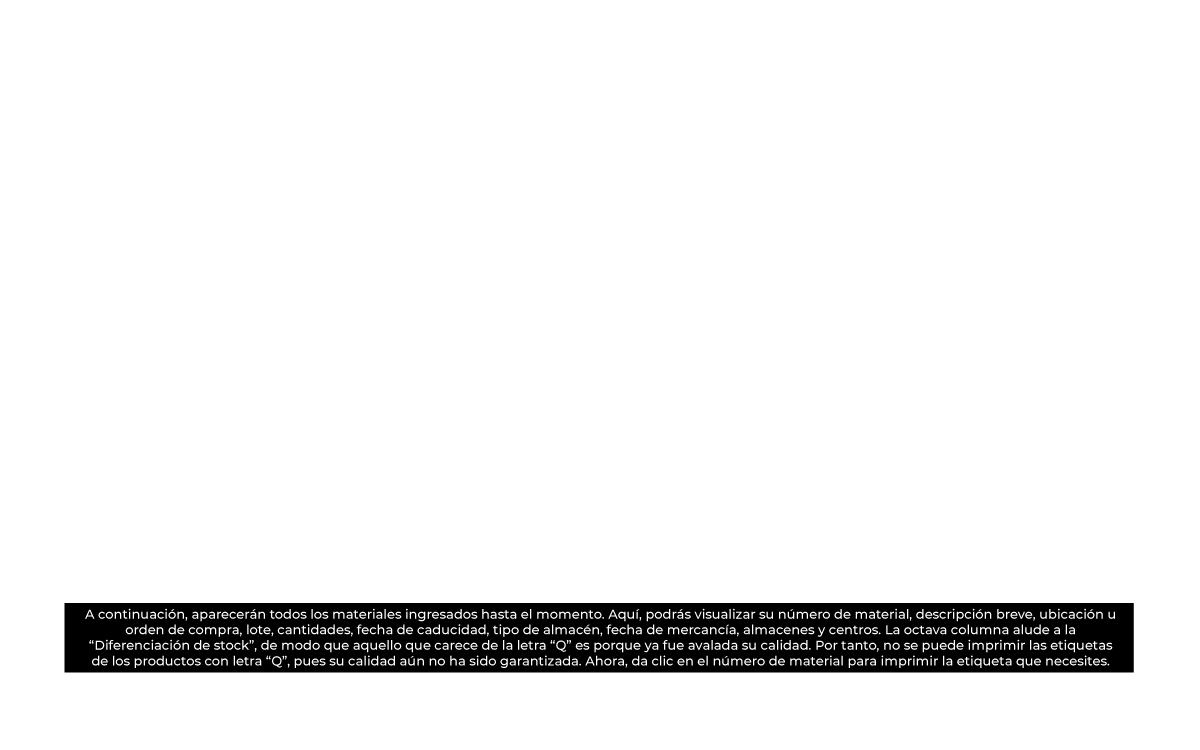 A continuación, aparecerán todos los materiales ingresados hasta el momento. Aquí, podrás visualizar su número de material, descripción breve, ubicación u
orden de compra, lote, cantidades, fecha de caducidad, tipo de almacén, fecha de mercancía, almacenes y centros. La octava columna alude a la
“Diferenciación de stock”, de modo que aquello que carece de la letra “Q” es porque ya fue avalada su calidad. Por tanto, no se puede imprimir las etiquetas
de los productos con letra “Q”, pues su calidad aún no ha sido garantizada. Ahora, da clic en el número de material para imprimir la etiqueta que necesites.